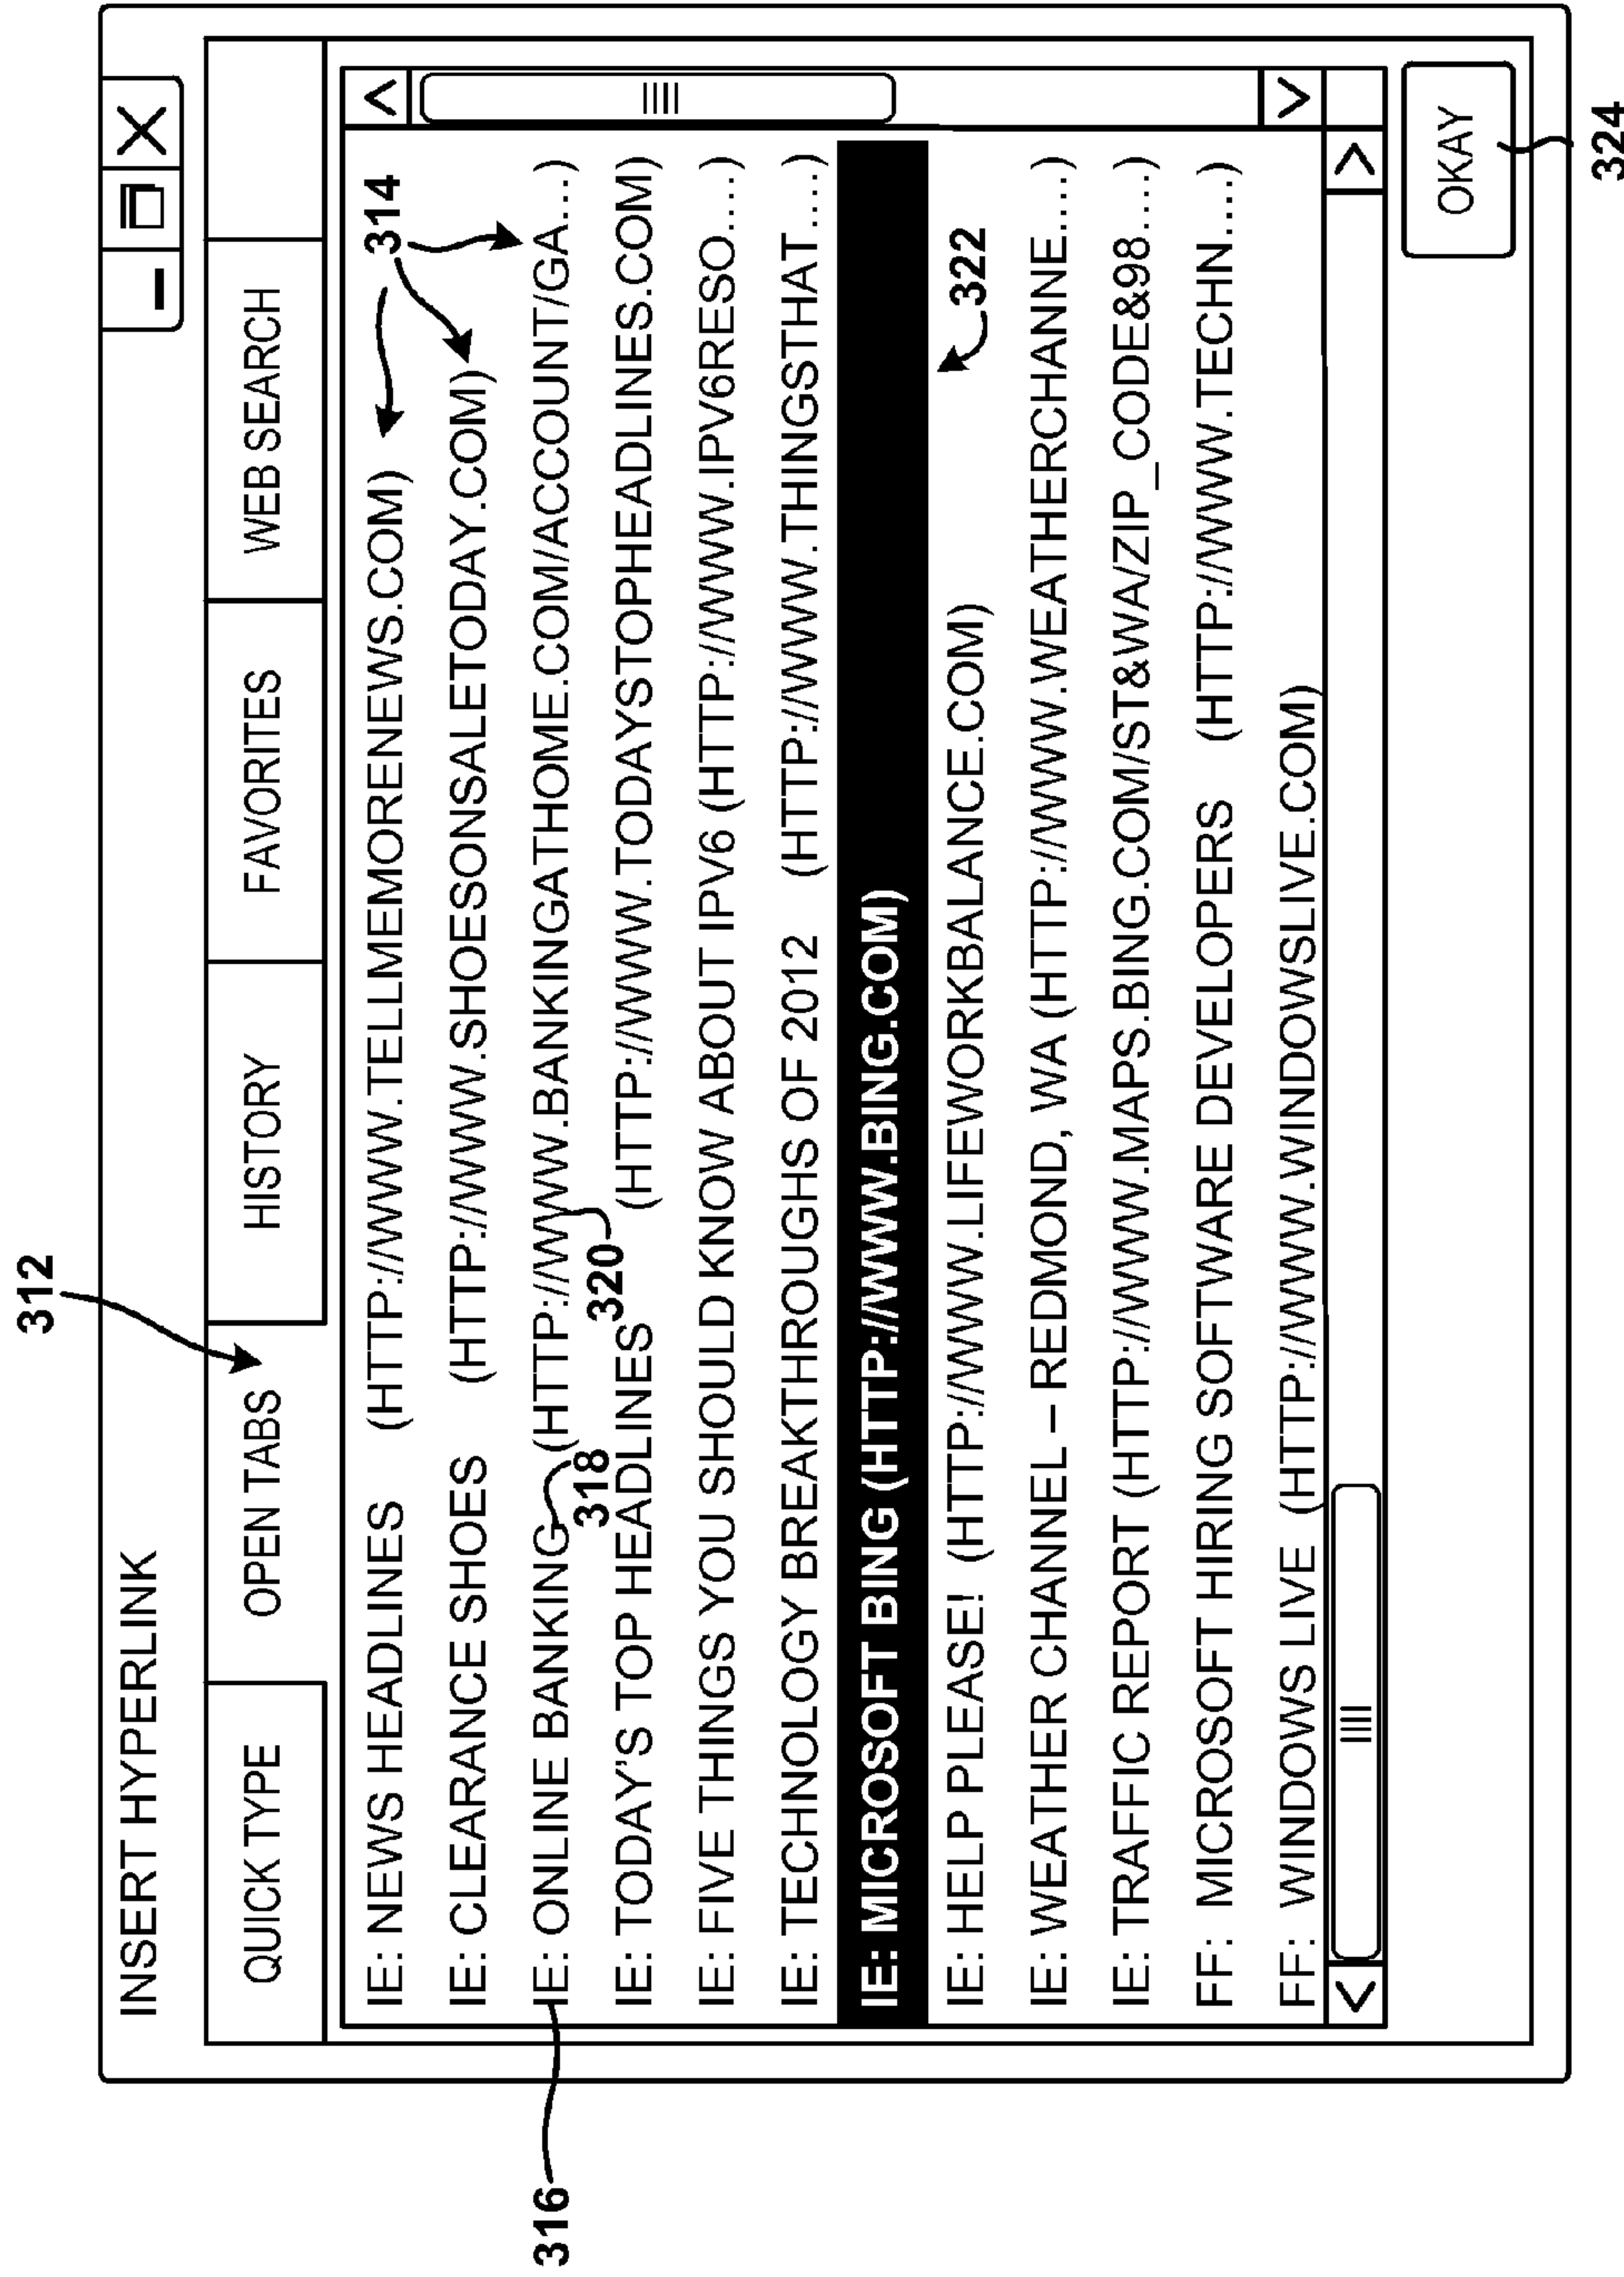 312
INSERT HYPERLINK
QUICK TYPE
OPEN TABS
HISTORY
FAVORITES
WEB SEARCH
314
IE: NEWS HEADLINES (HTTP://WWW.TELLMEMORENEWS.COM)
IE: CLEARANCE SHOES (HTTP://WWW.SHOESONSALETODAY.COM)
316
IE: ONLINE BANKING (HTTP://WWW.BANKINGATHOME.COM/ACCOUNT/GA...)
318
320
IE: TODAY'S TOP HEADLINES (HTTP://WWW.TODAYSTOPHEADLINES.COM)
IE: FIVE THINGS YOU SHOULD KNOW ABOUT IPV6 (HTTP://WWW.IPV6RESO....)
IE: TECHNOLOGY BREAKTHROUGHS OF 2012 (HTTP://WWW.THINGSTHAT....)
IE: MICROSOFT BING (HTTP://WWW.BING.COM)
322
IE: HELP PLEASE! (HTTP://WWW.LIFEWORKBALANCE.COM)
IE: WEATHER CHANNEL – REDMOND, WA (HTTP://WWW.WEATHERCHANNE....)
IE: TRAFFIC REPORT (HTTP://WWW.MAPS.BING.COM/ST&WA/ZIP_CODE&98....)
FF: MICROSOFT HIRING SOFTWARE DEVELOPERS (HTTP://WWW.TECHN....)
FF: WINDOWS LIVE (HTTP://WWW.WINDOWSLIVE.COM)
OKAY
324